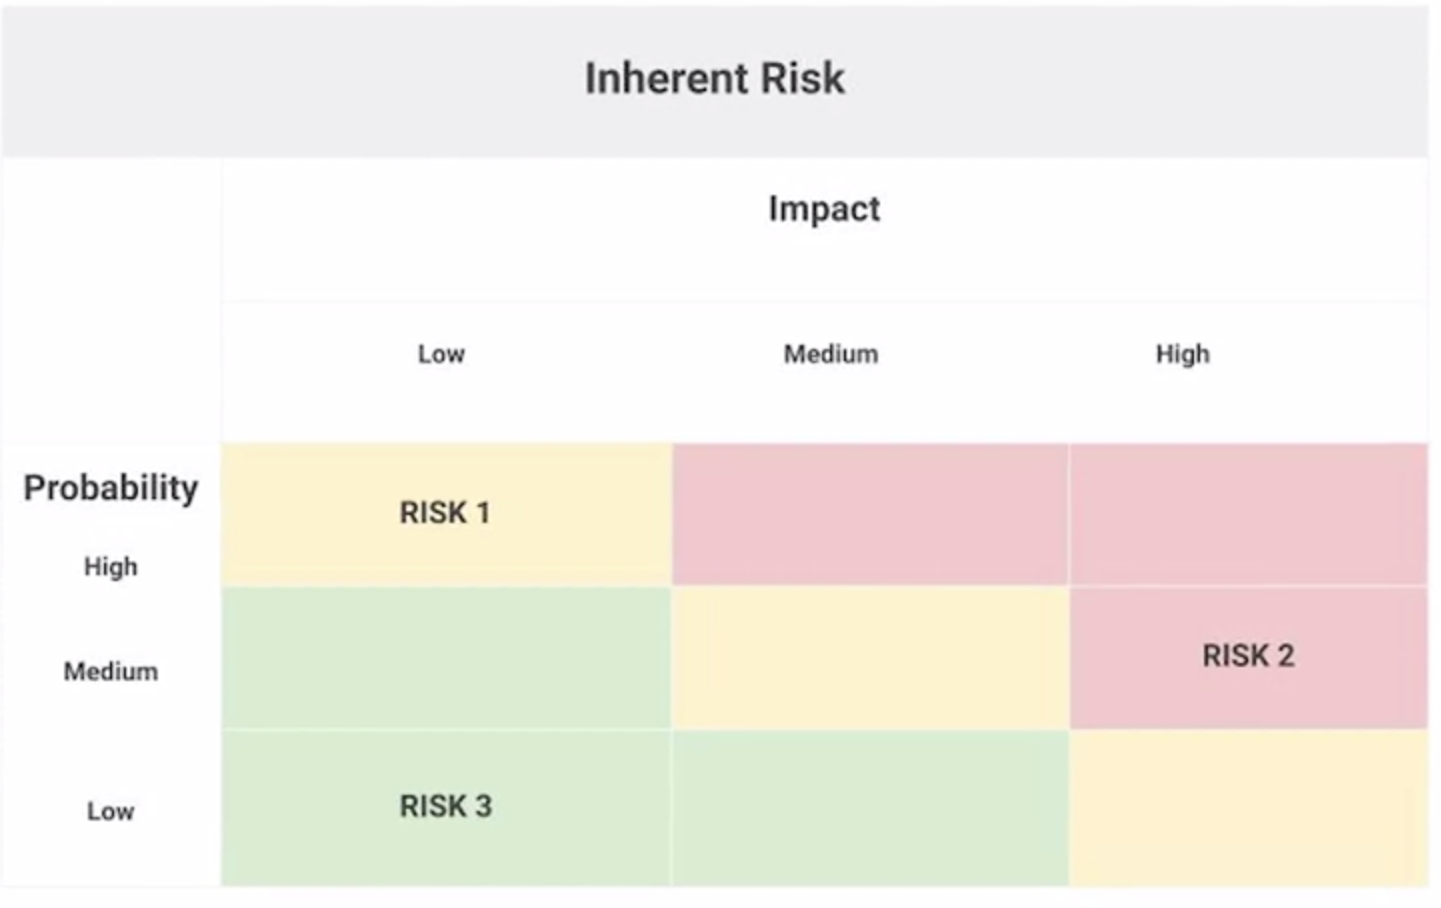 Inherent Risk
Impact
Low Medium High
Probability
High
RISK 1
Medium
RISK 2
Low
RISK 3